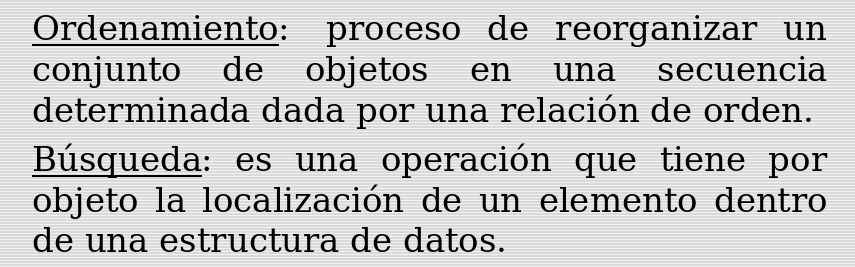 Ordenamiento: proceso de reorganizar un
conjunto de objetos en una secuencia
determinada dada por una relación de orden.
Búsqueda: es una operación que tiene por
objeto la localización de un elemento dentro
de una estructura de datos.